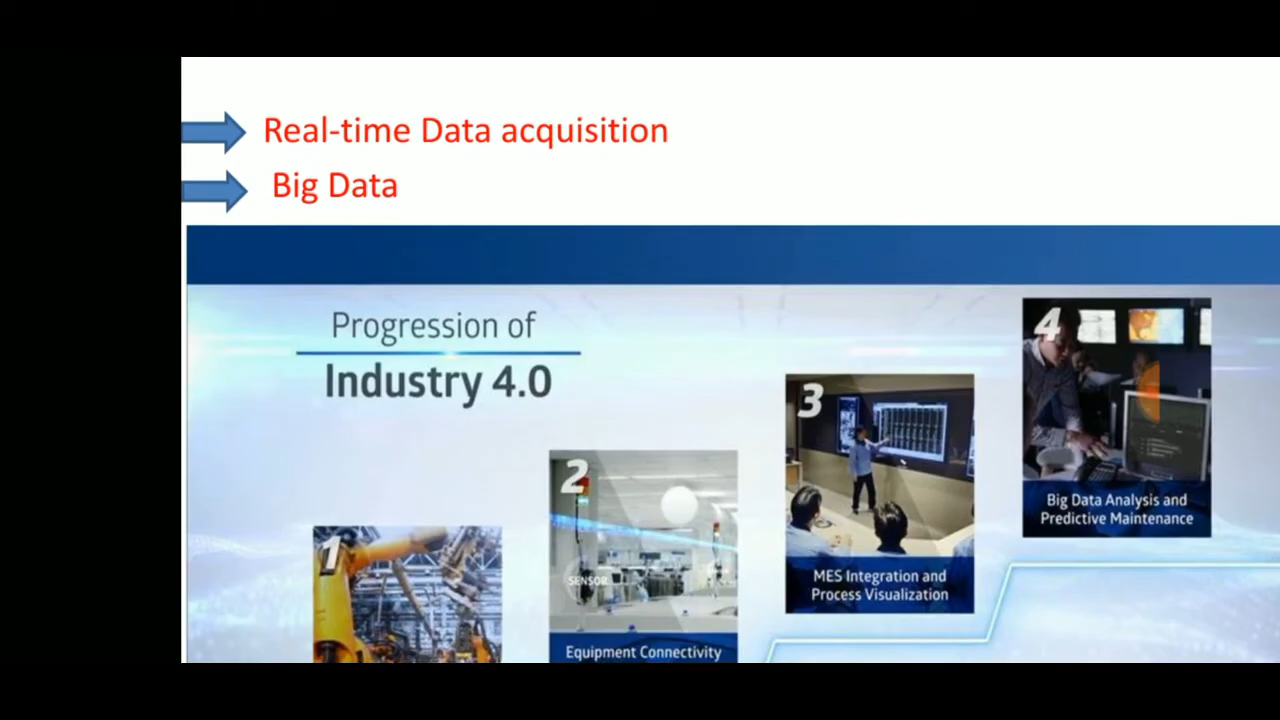 Real-time Data acquisition
Big Data
Progression of
Industry 4.0
4
Big Data Analysis and
Predictive Maintenance
3
MES Integration and
Process Visualization
2
SENSOR
Equipment Connectivity
1